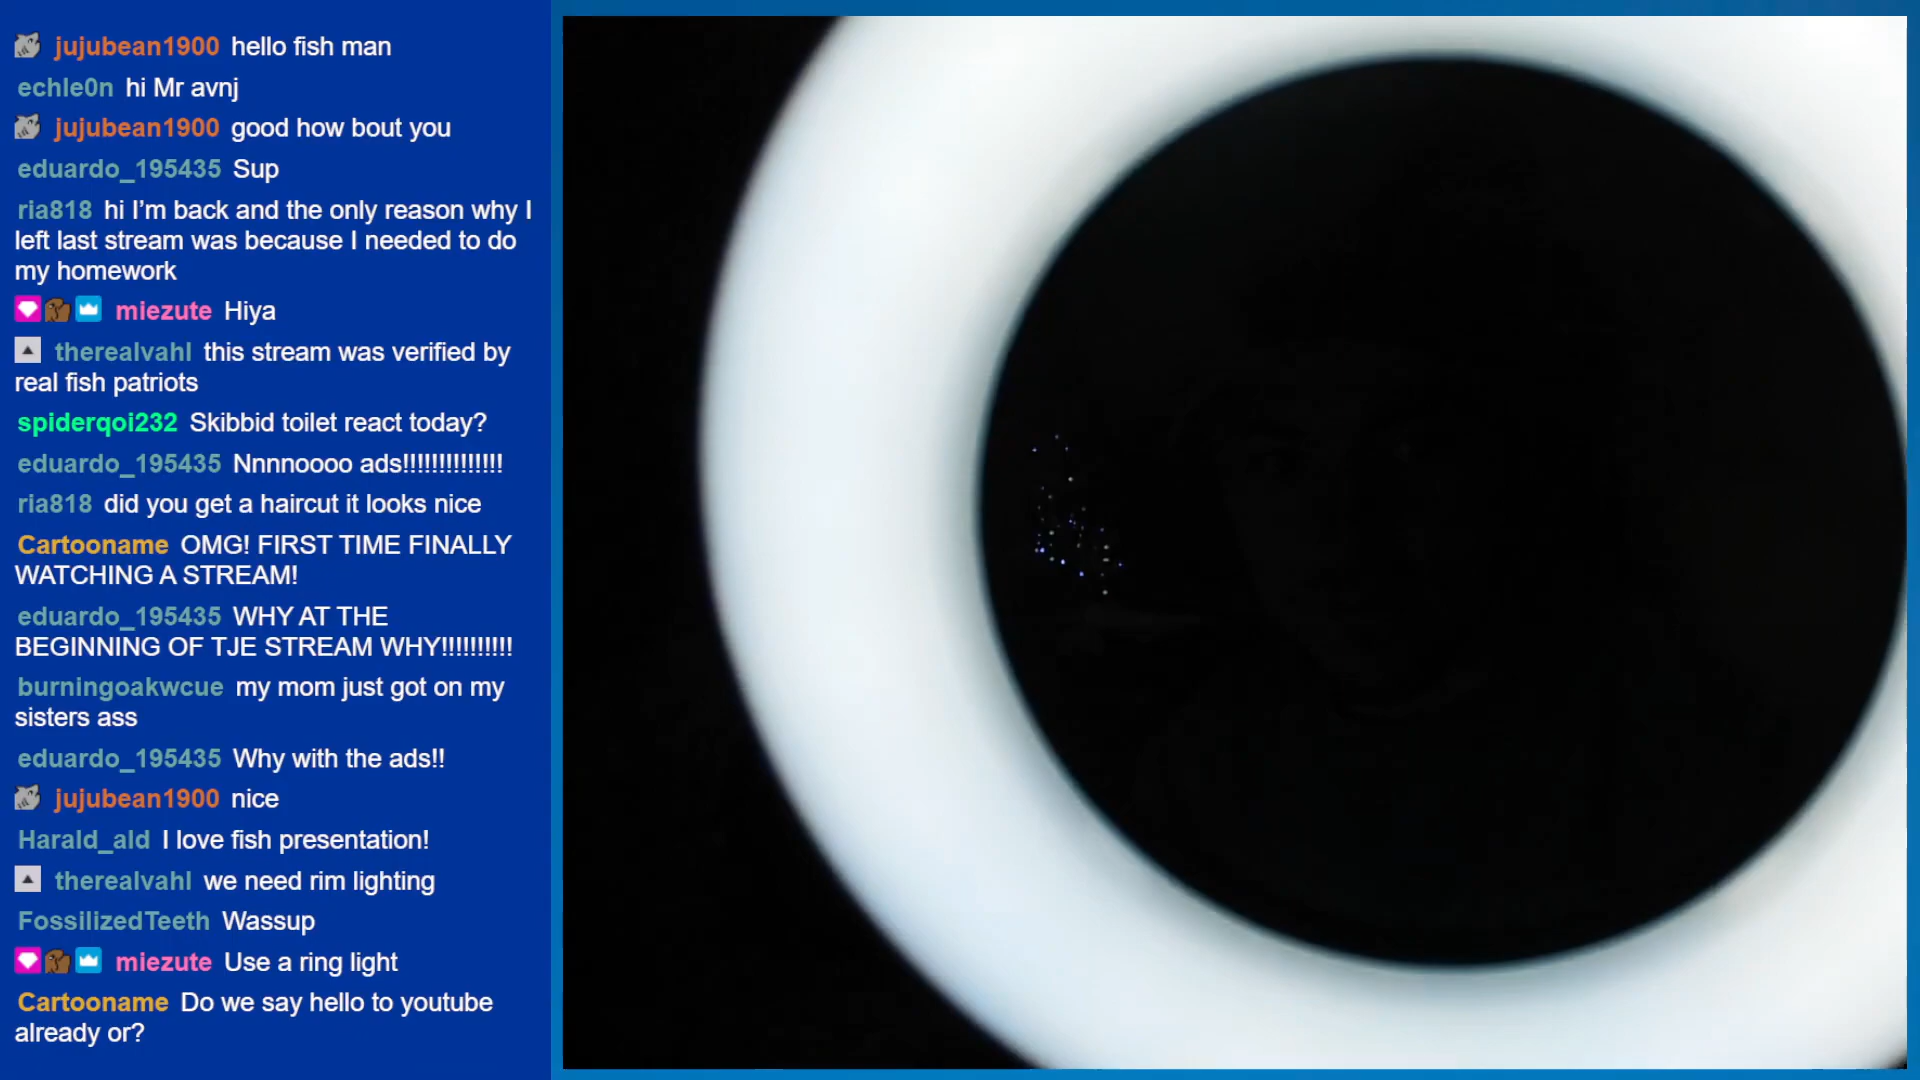 jujubean1900 hello fish man
echle0n hi Mr avnj
jujubean1900 good how bout you
eduardo_195435 Sup
ria818 hi I’m back and the only reason why I
left last stream was because I needed to do
my homework
miezute Hiya
therealvahl this stream was verified by
real fish patriots
spiderqoi232 Skibbid toilet react today?
eduardo_195435 Nnnnoooo ads!!!!!!!!!!!!!!
ria818 did you get a haircut it looks nice
Cartooname OMG! FIRST TIME FINALLY
WATCHING A STREAM!
eduardo_195435 WHY AT THE
BEGINNING OF TJE STREAM WHY!!!!!!!!!!
burningoakwcue my mom just got on my
sisters ass
eduardo_195435 Why with the ads!!
jujubean1900 nice
Harald_ald I love fish presentation!
therealvahl we need rim lighting
FossilizedTeeth Wassup
miezute Use a ring light
Cartooname Do we say hello to youtube
already or?